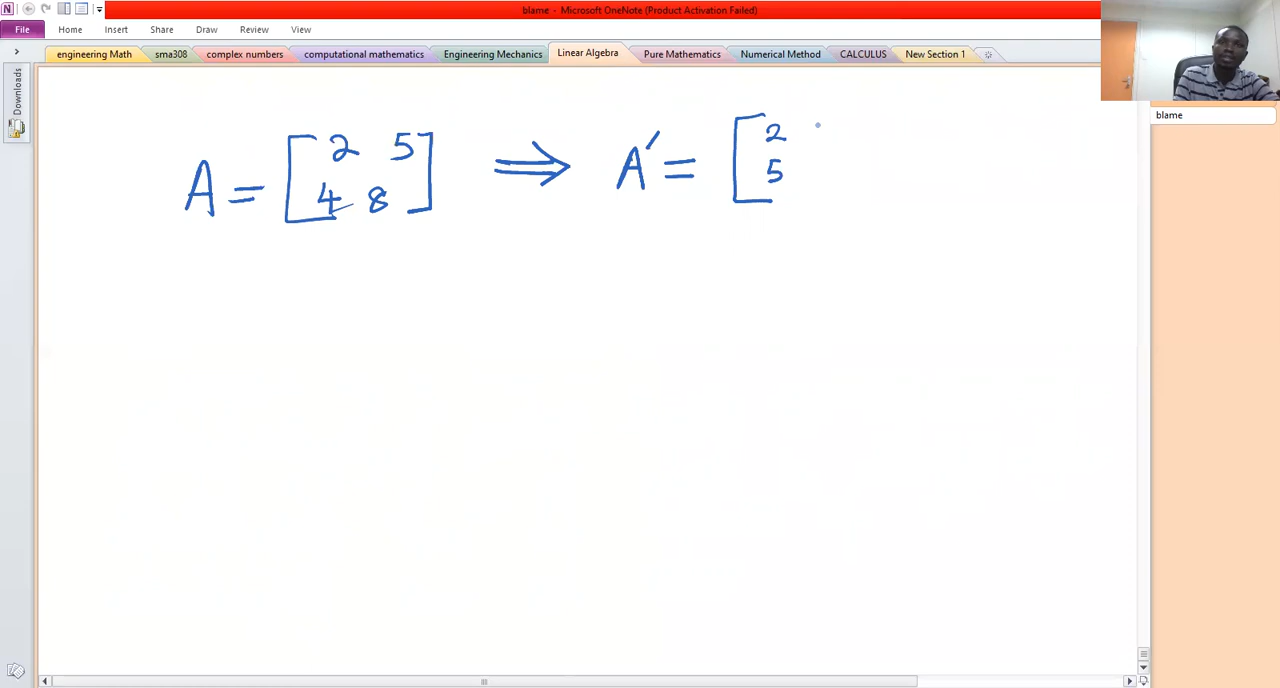 blame - Microsoft OneNote (Product Activation Failed)
File Home Insert Share Draw Review View
engineering Math sma308 complex numbers computational mathematics Engineering Mechanics Linear Algebra Pure Mathematics Numerical Method CALCULUS New Section 1
Downloads
blame
A = [ 2 5 ⟹ A' = [ 2
4 8 ] 5